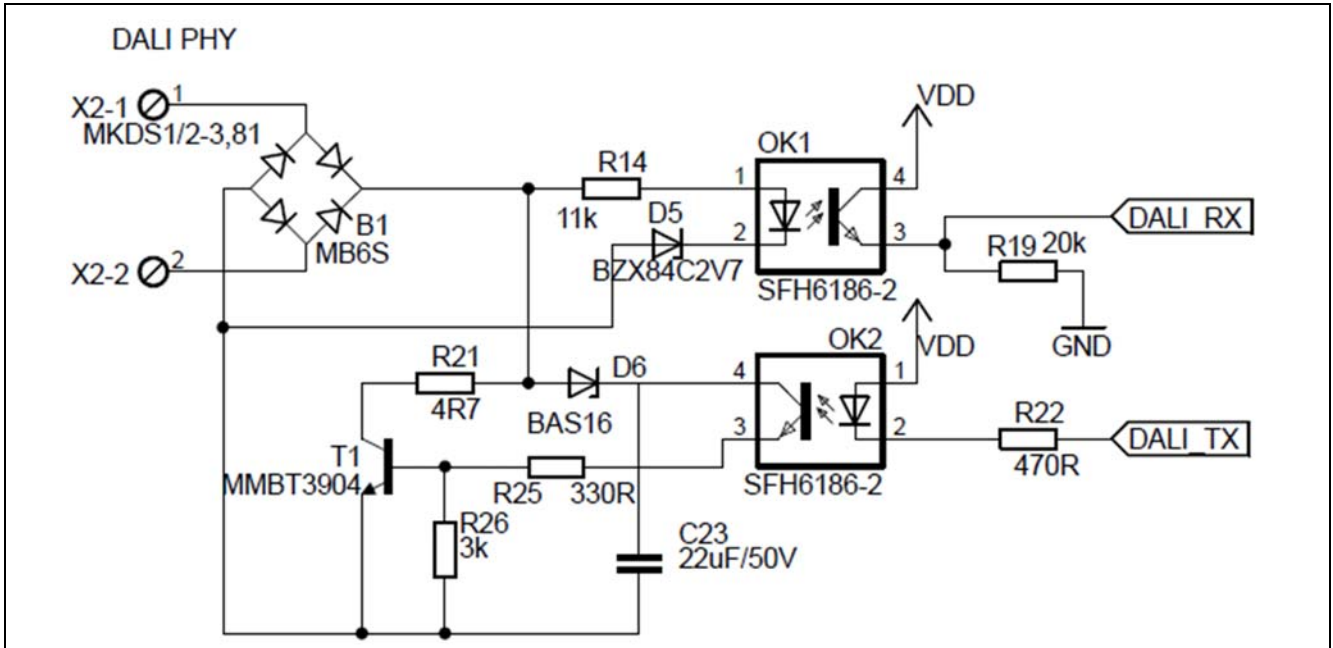 DALI PHY
X2-1
1
MKDS1/2-3,81
B1
MB6S
X2-2
2
R14
11k
D5
BZX84C2V7
OK1
1
2
4
3
SFH6186-2
VDD
DALI_RX
R19 20k
GND
R21
4R7
D6
BAS16
OK2
4
3
1
2
SFH6186-2
VDD
R22
470R
DALI_TX
T1
MMBT3904
R25 330R
R26
3k
C23
22uF/50V